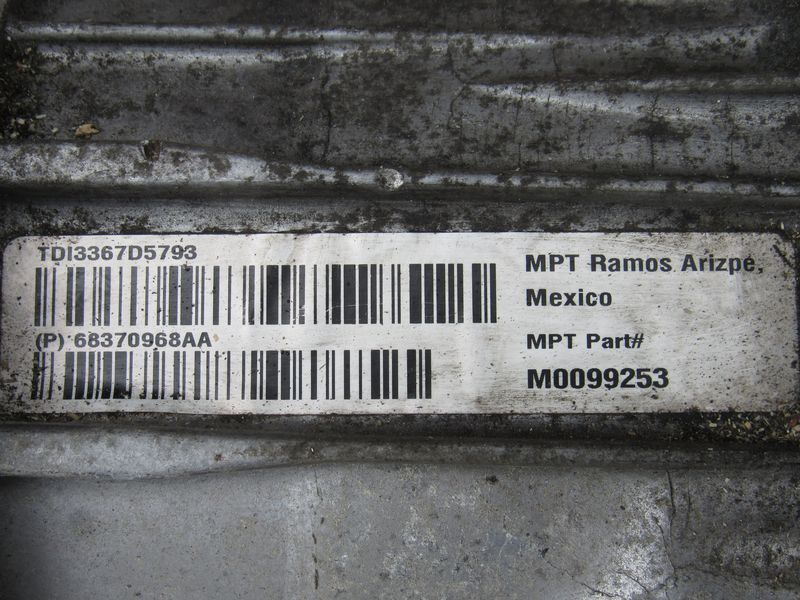 TDI3367D5793
(P) 68370968AA
MPT Ramos Arizpe,
Mexico
MPT Part#
M0099253